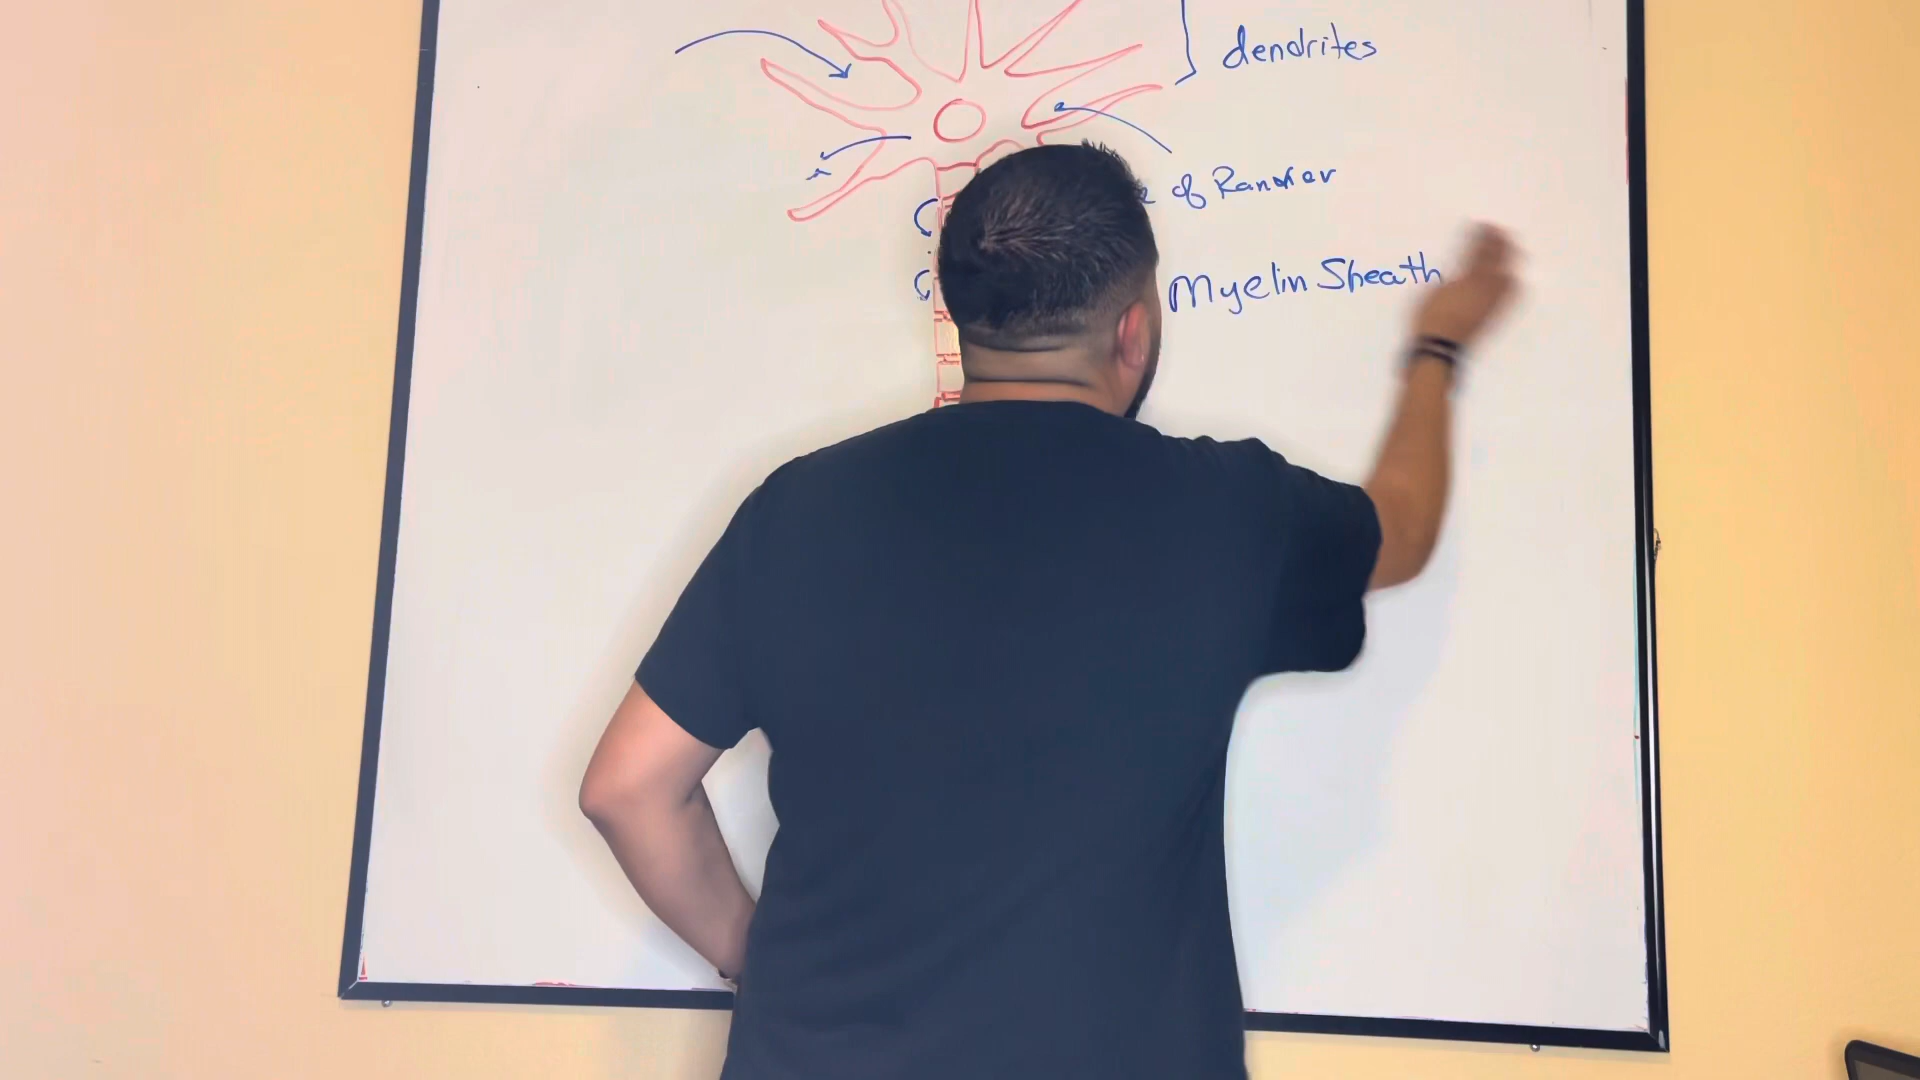 dendrites
of Ranvier
Myelin Sheath